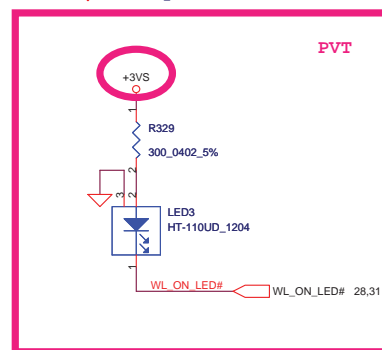 PVT
+3VS
1
R329
300_0402_5%
2
3
2
LED3
HT-110UD_1204
1
WL_ON_LED#
WL_ON_LED# 28,31